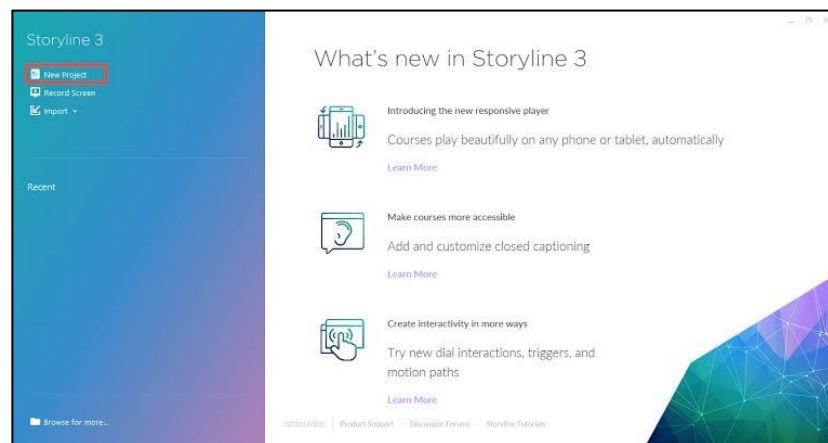 Storyline 3
New Project
Record Screen
Import
Recent
Browse for more...
What's new in Storyline 3
Introducing the new responsive player
Courses play beautifully on any phone or tablet, automatically
Learn More
Make courses more accessible
Add and customize closed captioning
Learn More
Create interactivity in more ways
Try new dial interactions, triggers, and
motion paths
Learn More
articulate | Product Support - Discussion Forums - Storyline Tutorials